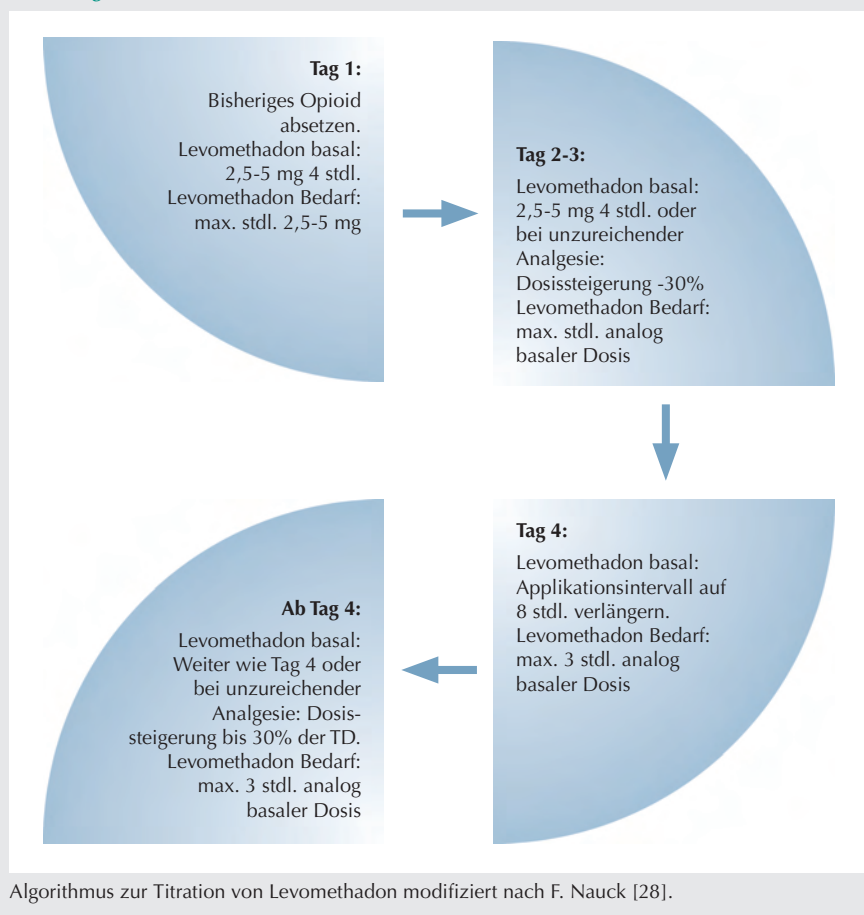 Tag 1:
Bisheriges Opioid
absetzen.
Levomethadon basal:
2,5-5 mg 4 stdl.
Levomethadon Bedarf:
max. stdl. 2,5-5 mg
Tag 2-3:
Levomethadon basal:
2,5-5 mg 4 stdl. oder
bei unzureichender
Analgesie:
Dosissteigerung -30%
Levomethadon Bedarf:
max. stdl. analog
basaler Dosis
Tag 4:
Levomethadon basal:
Applikationsintervall auf
8 stdl. verlängern.
Levomethadon Bedarf:
max. 3 stdl. analog
basaler Dosis
Ab Tag 4:
Levomethadon basal:
Weiter wie Tag 4 oder
bei unzureichender
Analgesie: Dosis-
steigerung bis 30% der TD.
Levomethadon Bedarf:
max. 3 stdl. analog
basaler Dosis
Algorithmus zur Titration von Levomethadon modifiziert nach F. Nauck [28].